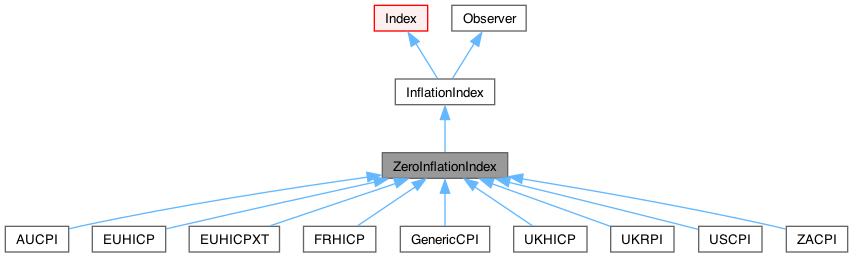 Index
Observer
InflationIndex
ZeroInflationIndex
AUCPI
EUHICP
EUHICPXT
FRHICP
GenericCPI
UKHICP
UKRPI
USCPI
ZACPI